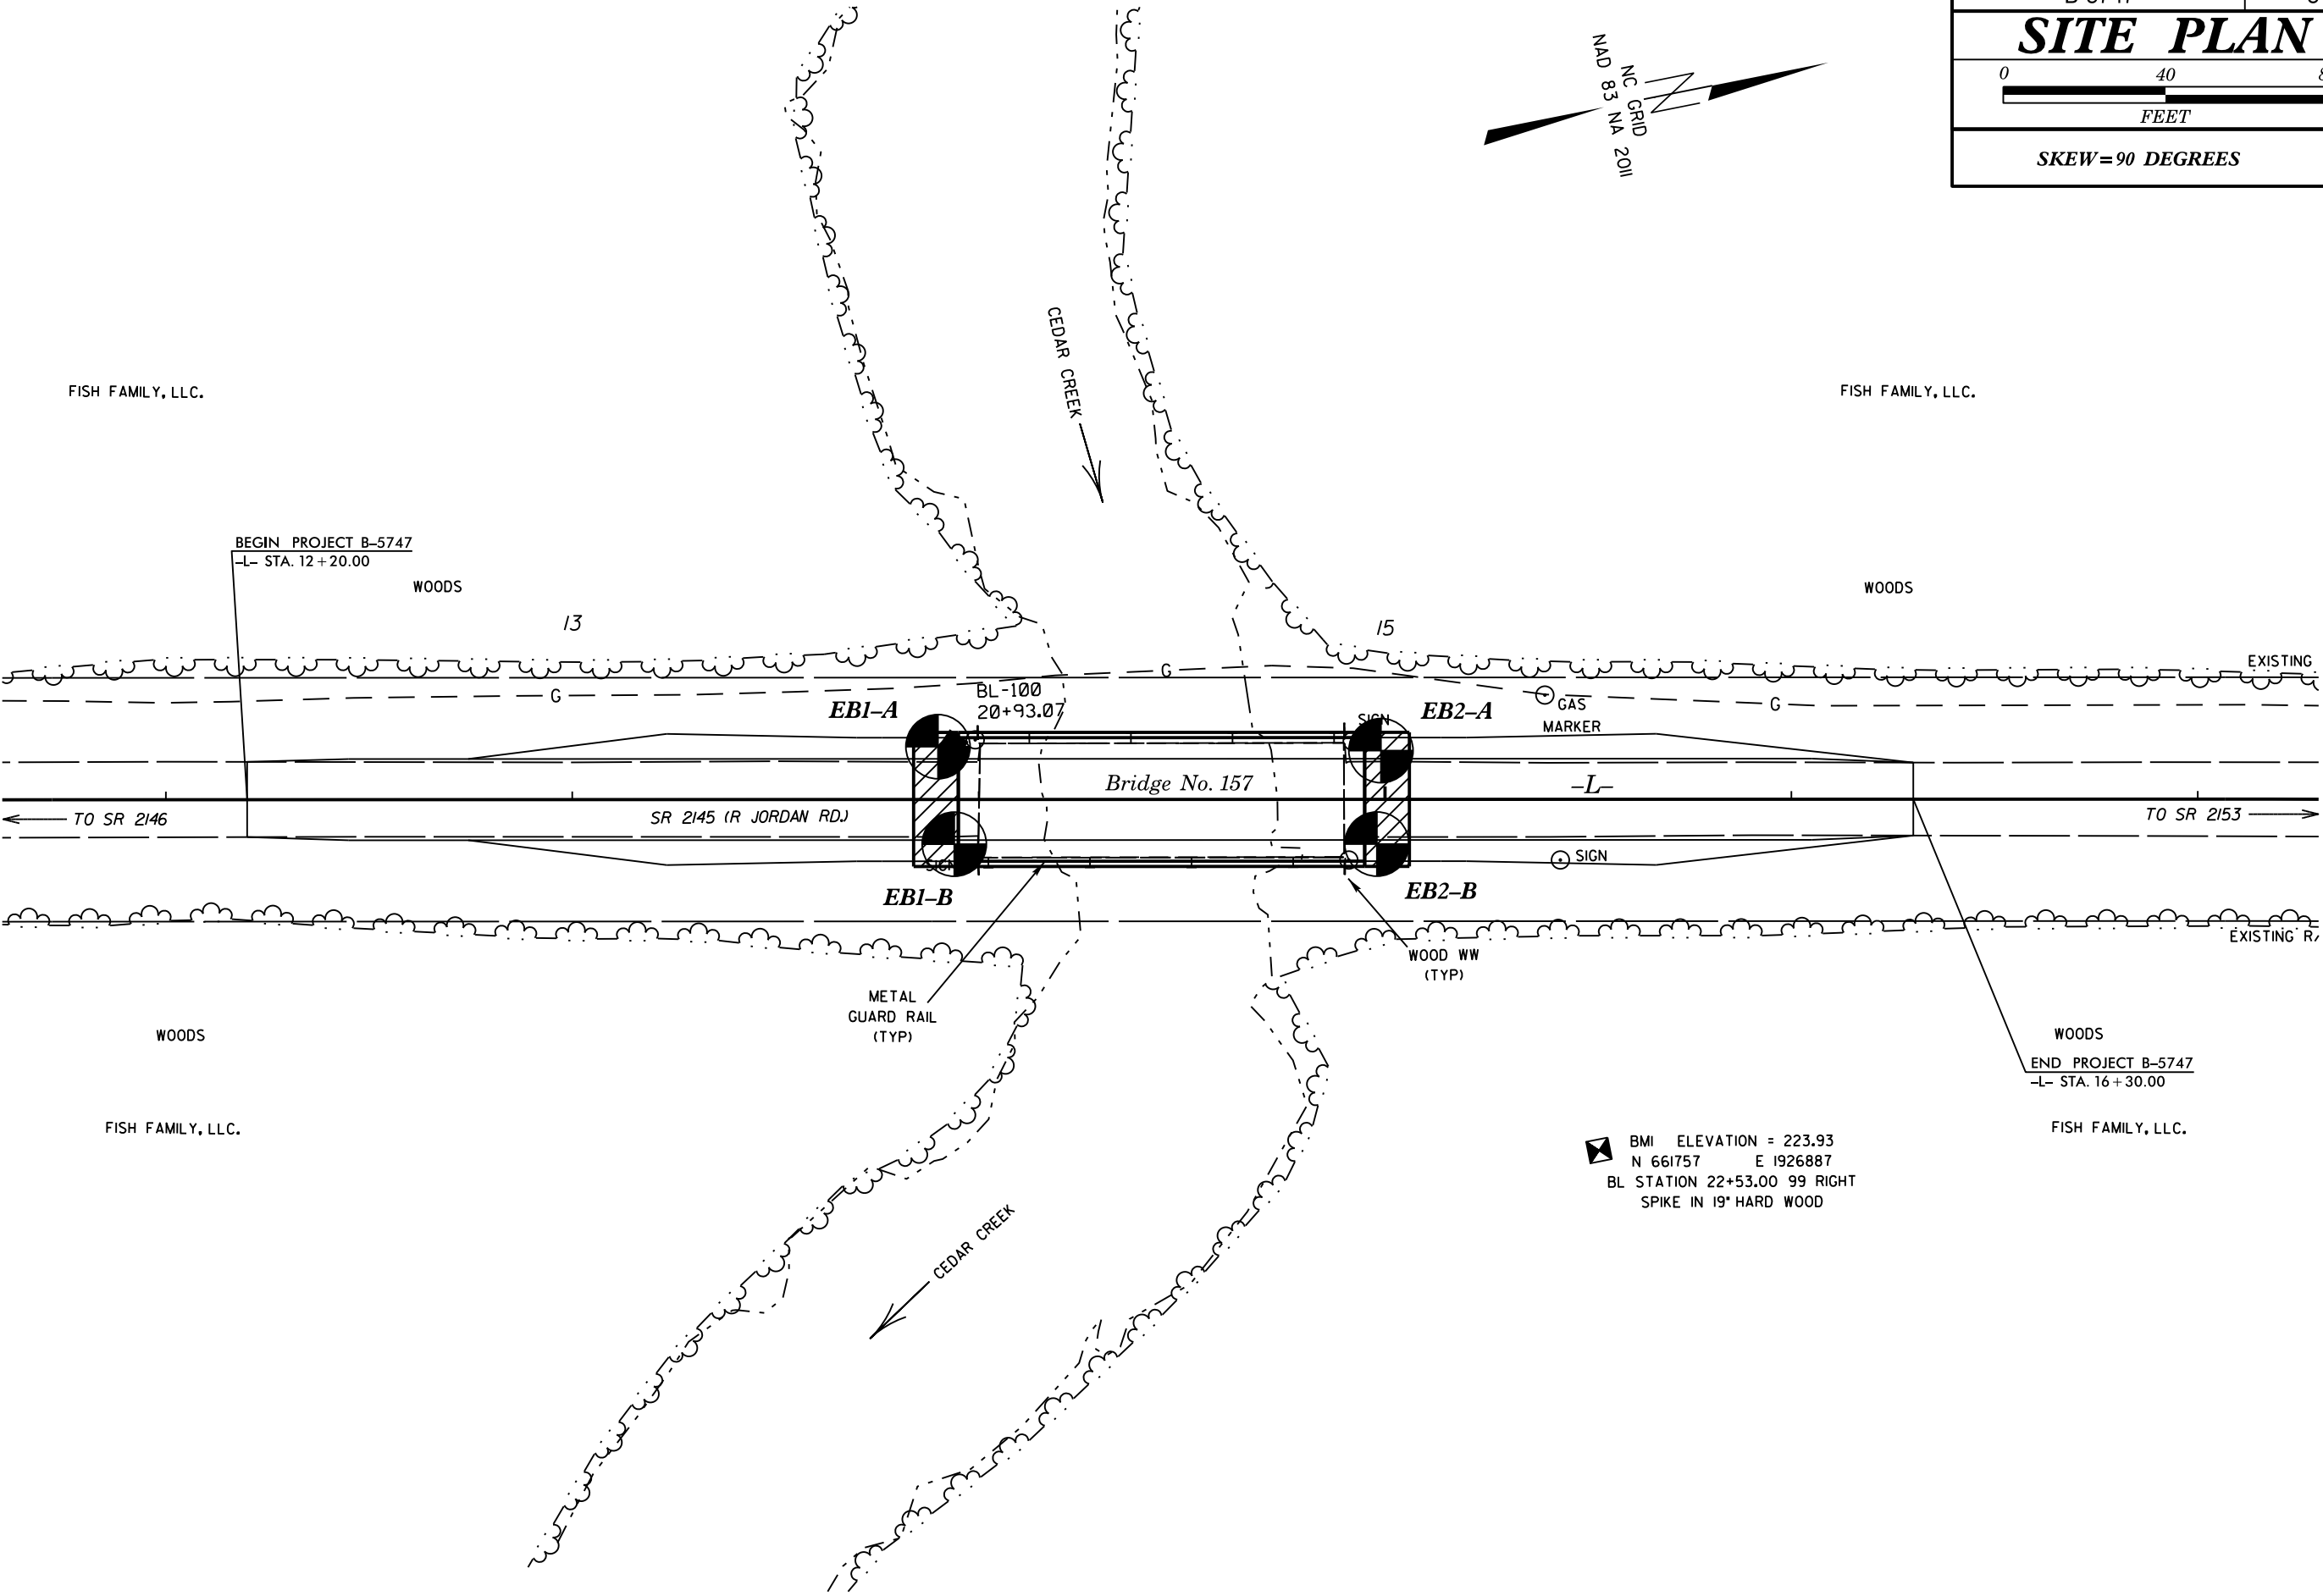 SITE PLAN
0 40
FEET
SKEW = 90 DEGREES
NC GRID
NAD 83 NA 2011
CEDAR CREEK
FISH FAMILY, LLC.
FISH FAMILY, LLC.
BEGIN PROJECT B-5747
-L- STA. 12+20.00
WOODS
WOODS
13
15
EXISTING
G
G
G
BL-100
20+93.07
EB1-A
SIGN
EB2-A
GAS
MARKER
Bridge No. 157
-L-
TO SR 2146
SR 2145 (R JORDAN RD.)
TO SR 2153
SIGN
SIGN
EB1-B
EB2-B
EXISTING
WOOD WW
(TYP)
METAL
GUARD RAIL
(TYP)
WOODS
WOODS
END PROJECT B-5747
-L- STA. 16+30.00
FISH FAMILY, LLC.
FISH FAMILY, LLC.
BM1 ELEVATION = 223.93
N 661757 E 1926887
BL STATION 22+53.00 99 RIGHT
SPIKE IN 19" HARD WOOD
CEDAR CREEK